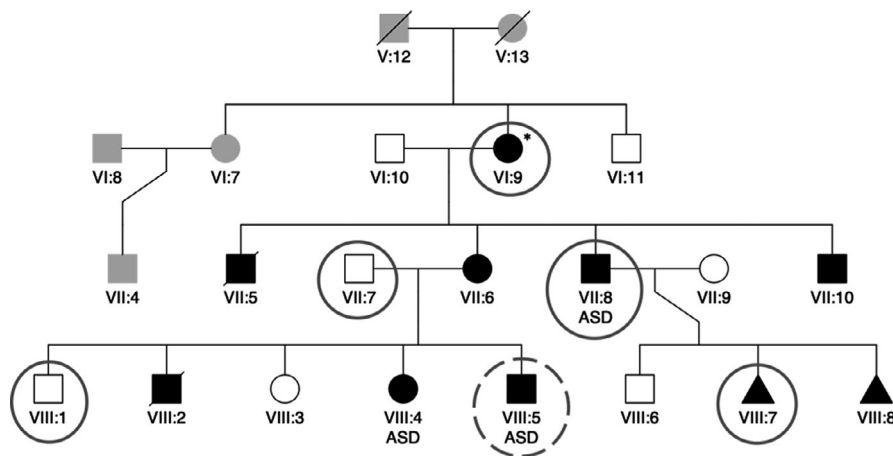 V:12 V:13
*
VI:8 VI:7 VI:10 VI:9 VI:11
VII:4 VII:5 VII:7 VII:6 VII:8 VII:9 VII:10
ASD
VIII:1 VIII:2 VIII:3 VIII:4 VIII:5 VIII:6 VIII:7 VIII:8
ASD ASD